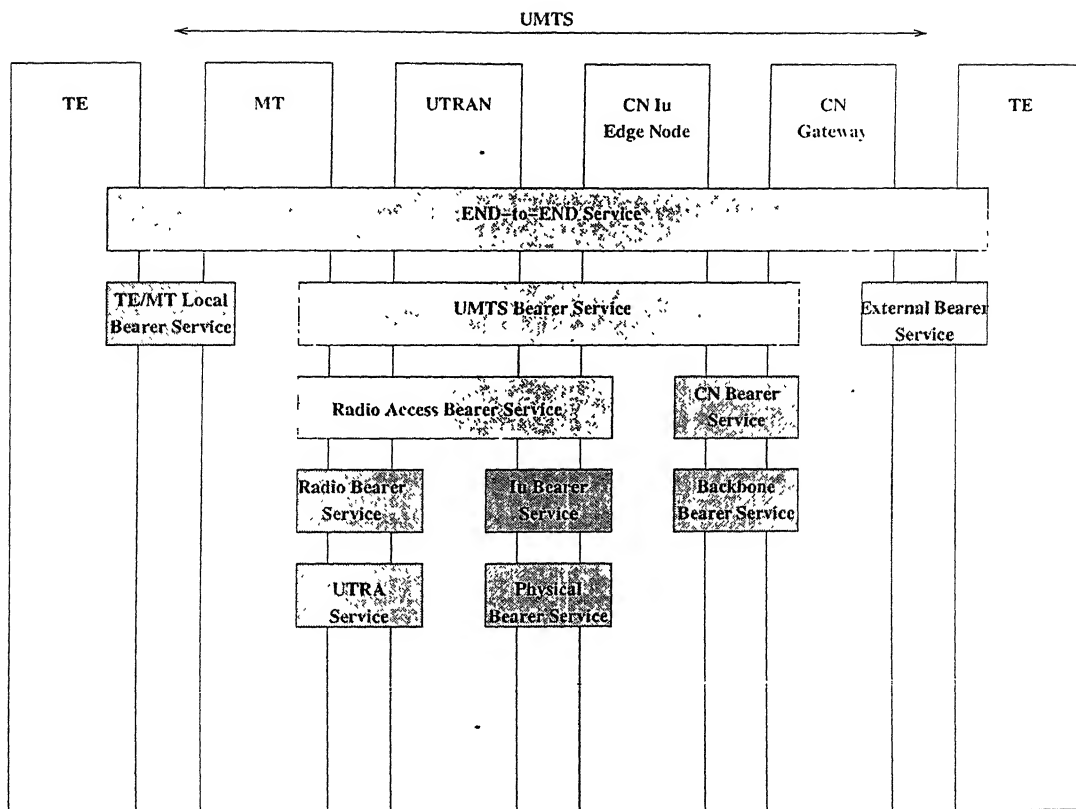 UMTS
TE
MT
UTRAN
CN Iu
Edge Node
CN
Gateway
TE
END-to-END Service
TE/MT Local
Bearer Service
UMTS Bearer Service
External Bearer
Service
Radio Access Bearer Service
CN Bearer
Service
Radio Bearer
Service
Iu Bearer
Service
Backbone
Bearer Service
UTRA
Service
Physical
Bearer Service